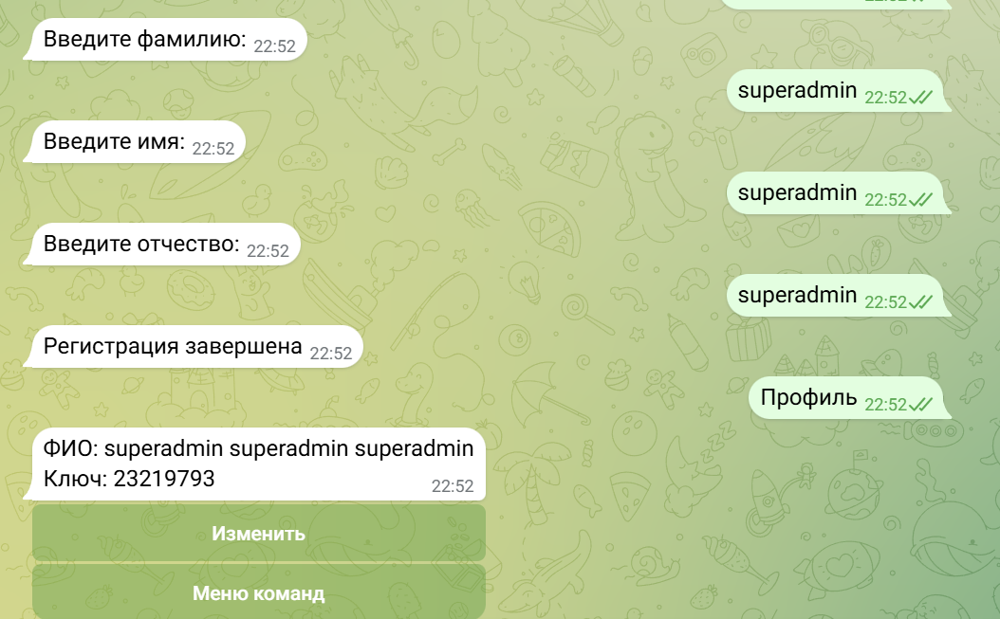 Введите фамилию: 22:52
superadmin 22:52
Введите имя: 22:52
superadmin 22:52
Введите отчество: 22:52
superadmin 22:52
Регистрация завершена 22:52
Профиль 22:52
ФИО: superadmin superadmin superadmin
Ключ: 23219793 22:52
Изменить
Меню команд